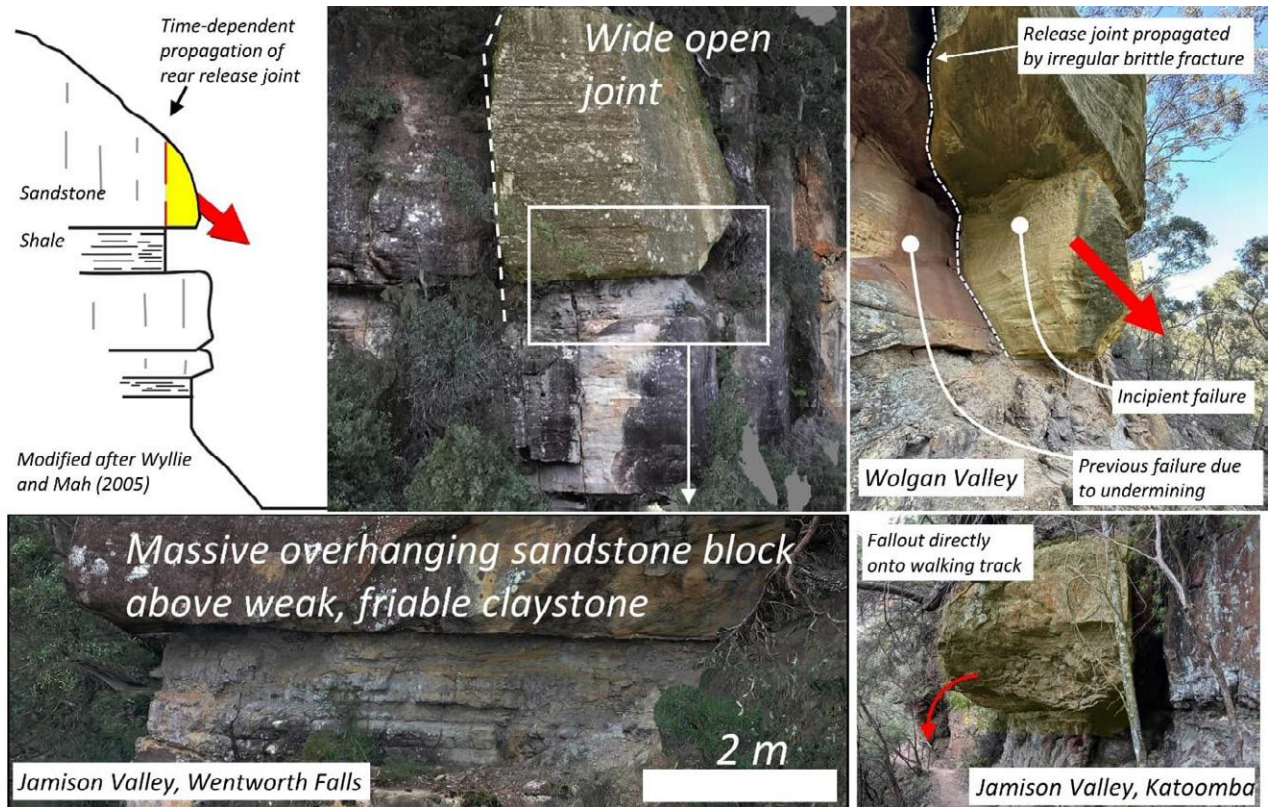 Time-dependent
propagation of
rear release joint
Sandstone
Shale
Modified after Wyllie
and Mah (2005)
Wide open
joint
Release joint propagated
by irregular brittle fracture
Incipient failure
Previous failure due
to undermining
Wolgan Valley
Massive overhanging sandstone block
above weak, friable claystone
2 m
Jamison Valley, Wentworth Falls
Fallout directly
onto walking track
Jamison Valley, Katoomba